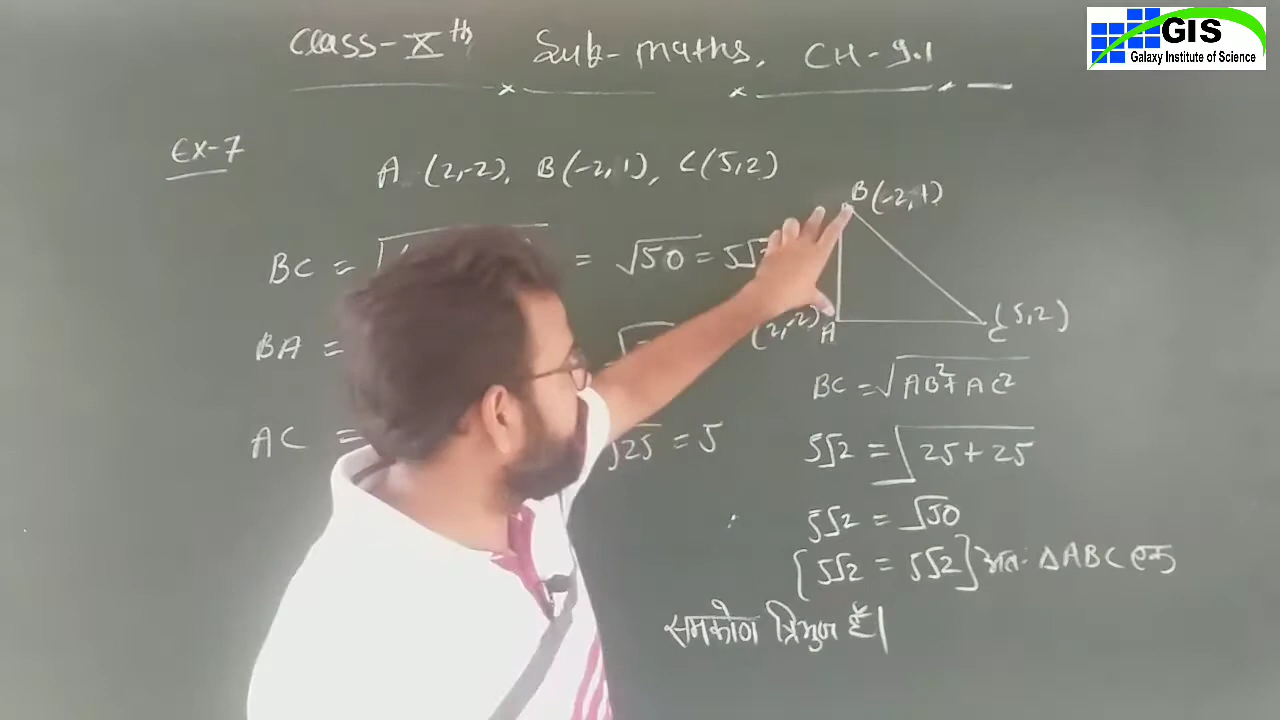 GIS
Galaxy Institute of Science
Class-Xth Sub-maths, CH-9.1
Ex-7
A (2,-2), B(-2,1), C(5,2)
B(-2,1)
BC = = √50 = 5√
(2,-2) A
C(5,2)
BA =
AC = √25 = 5
BC = √AB²+AC²
5√2 = √25+25
5√2 = √50
[5√2 = 5√2] अतः ΔABC एक
समकोण त्रिभुज है।